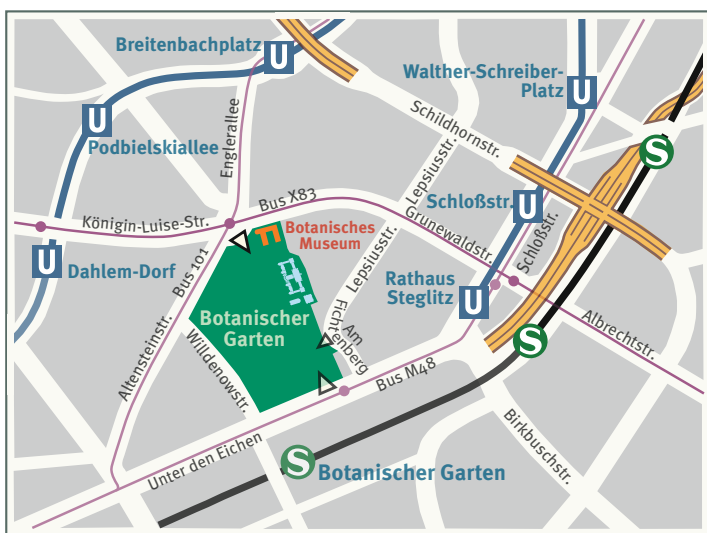 Breitenbachplatz
U
Walther-Schreiber-
Platz
U
U
Podbielskiallee
Englerallee
Schildhornstr.
S
Lepsiusstr.
Bus X83
Königin-Luise-Str.
Schloßstr.
U
Botanisches
Museum
Grunewaldstr.
Schloßstr.
Lepsiusstr.
U
Dahlem-Dorf
Bus 101
Rathaus
Steglitz
U
Botanischer
Garten
Am
Fichtenberg
Albrechtstr.
S
Altensteinstr.
Willdenowstr.
Bus M48
Unter den Eichen
Birkbuschstr.
S
Botanischer Garten